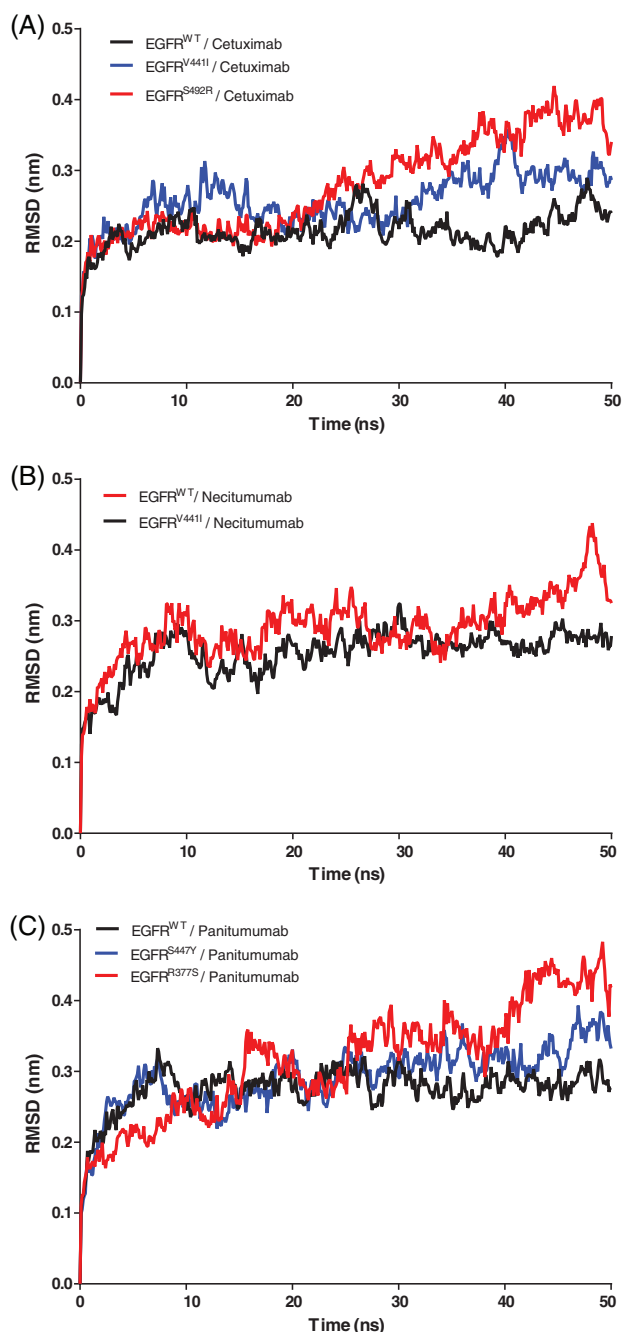 (A)
EGFR^WT / Cetuximab
EGFR^V441I / Cetuximab
EGFR^S492R / Cetuximab
0.5
0.4
0.3
0.2
0.1
0.0
RMSD (nm)
0 10 20 30 40 50
Time (ns)
(B)
EGFR^WT / Necitumumab
EGFR^V441I / Necitumumab
0.5
0.4
0.3
0.2
0.1
0.0
RMSD (nm)
0 10 20 30 40 50
Time (ns)
(C)
EGFR^WT / Panitumumab
EGFR^S447Y / Panitumumab
EGFR^R377S / Panitumumab
0.5
0.4
0.3
0.2
0.1
0.0
RMSD (nm)
0 10 20 30 40 50
Time (ns)